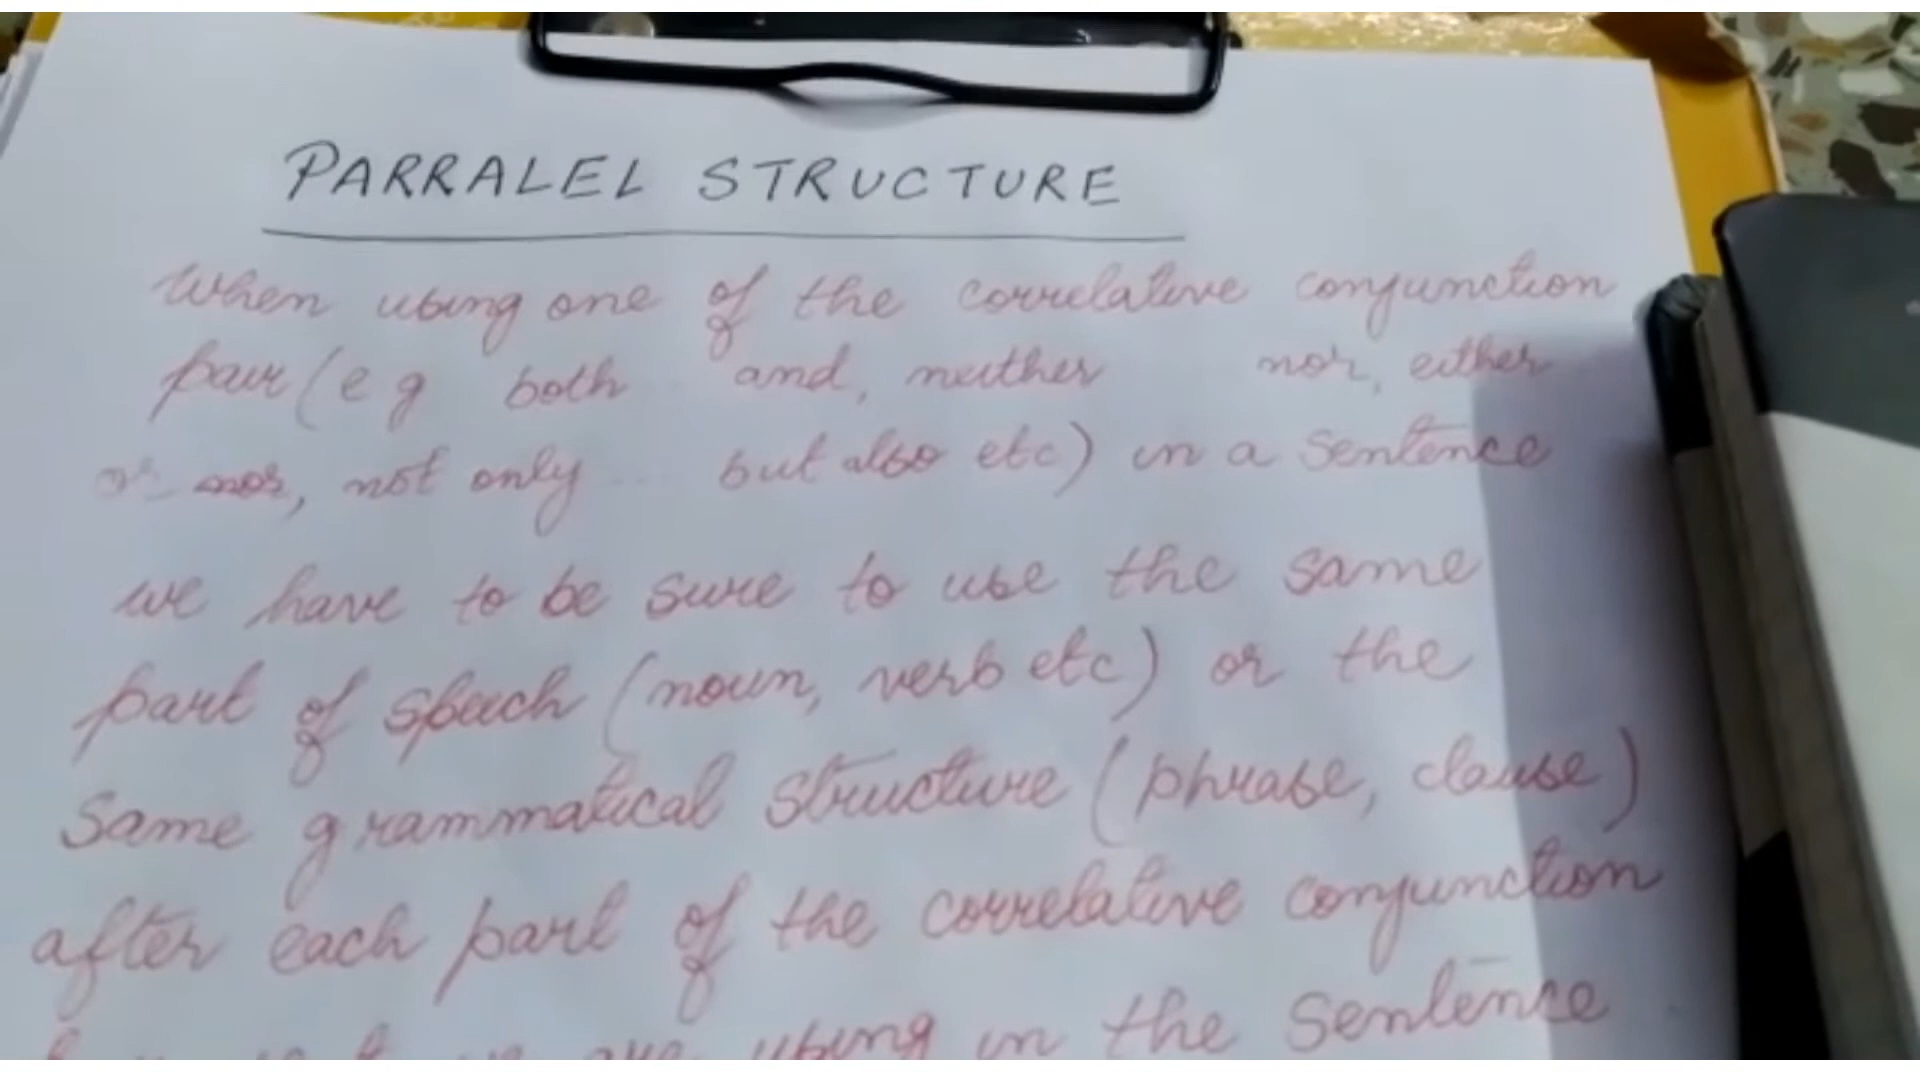 PARRALEL STRUCTURE
When using one of the correlative conjunction
pair (e g both and, neither nor, either
or nor, not only .... but also etc) in a sentence
we have to be sure to use the same
part of speech (noun, verb etc) or the
same grammatical structure (phrase, clause)
after each part of the correlative conjunction
are using in the sentence